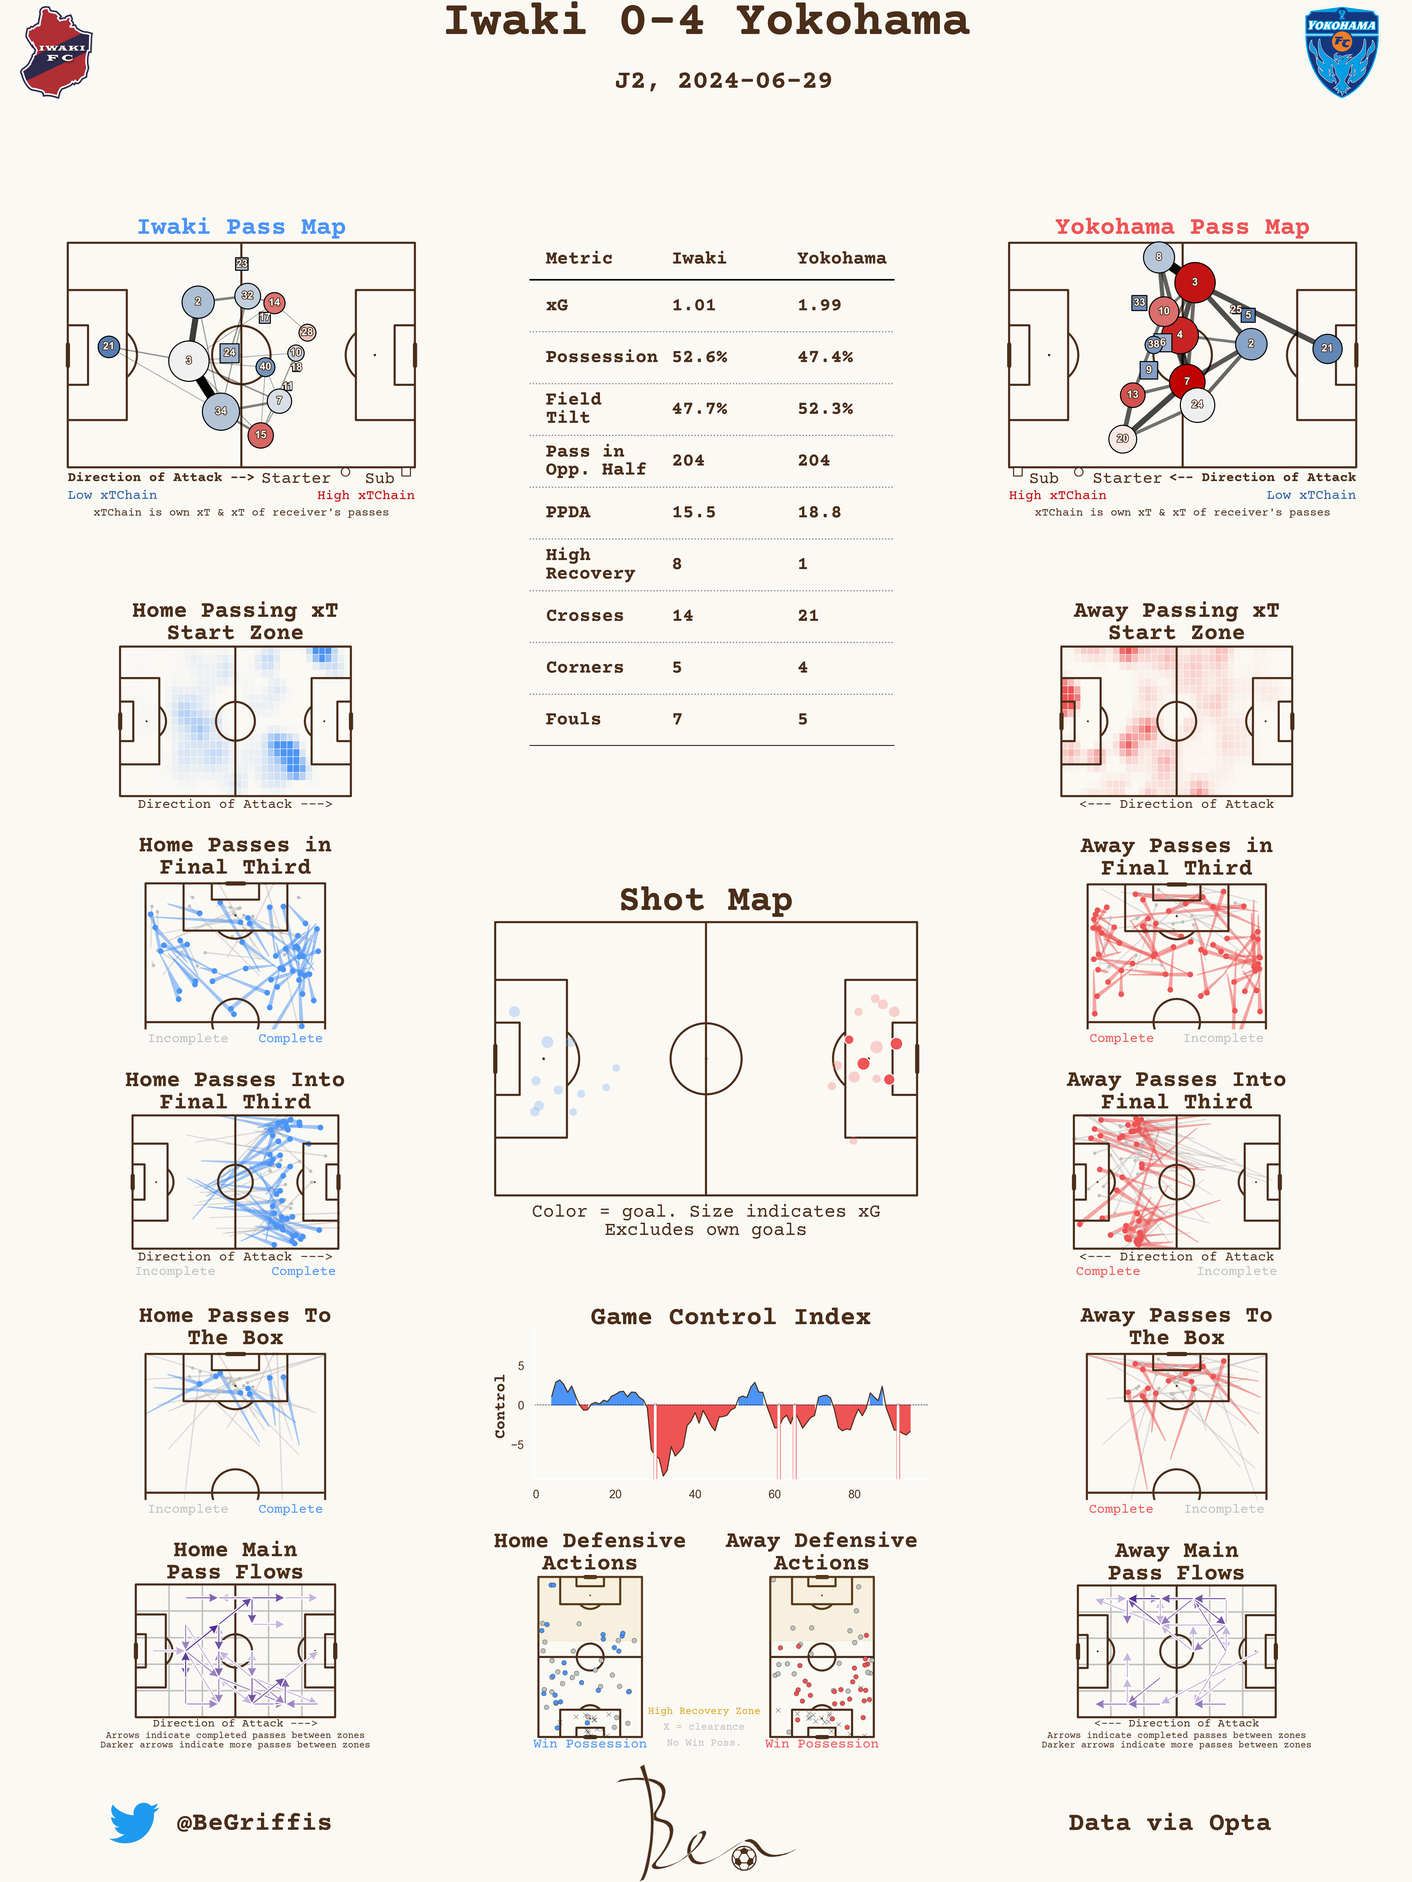 Iwaki 0-4 Yokohama
J2, 2024-06-29
IWAKI
FC
YOKOHAMA
FC
Iwaki Pass Map
23
2
32
14
17
28
21
3
24
10
18
40
11
7
34
15
Direction of Attack --> Starter Sub
Low xTChain High xTChain
xTChain is own xT & xT of receiver's passes
Metric Iwaki Yokohama
xG 1.01 1.99
Possession 52.6% 47.4%
Field
Tilt 47.7% 52.3%
Pass in
Opp. Half 204 204
PPDA 15.5 18.8
High
Recovery 8 1
Crosses 14 21
Corners 5 4
Fouls 7 5
Yokohama Pass Map
8
3
33
10
25
5
4
38
6
2
21
9
7
13
24
20
Sub Starter <-- Direction of Attack
High xTChain Low xTChain
xTChain is own xT & xT of receiver's passes
Home Passing xT
Start Zone
Direction of Attack --->
Away Passing xT
Start Zone
<--- Direction of Attack
Home Passes in
Final Third
Incomplete Complete
Away Passes in
Final Third
Complete Incomplete
Shot Map
Color = goal. Size indicates xG
Excludes own goals
Home Passes Into
Final Third
Direction of Attack --->
Incomplete Complete
Away Passes Into
Final Third
<--- Direction of Attack
Complete Incomplete
Home Passes To
The Box
Incomplete Complete
Game Control Index
Control
5
0
−5
0 20 40 60 80
Away Passes To
The Box
Complete Incomplete
Home Main
Pass Flows
Direction of Attack --->
Arrows indicate completed passes between zones
Darker arrows indicate more passes between zones
Home Defensive
Actions
Win Possession
Away Defensive
Actions
Win Possession
High Recovery Zone
X = clearance
No Win Poss.
Away Main
Pass Flows
<--- Direction of Attack
Arrows indicate completed passes between zones
Darker arrows indicate more passes between zones
@BeGriffis
Ben
Data via Opta